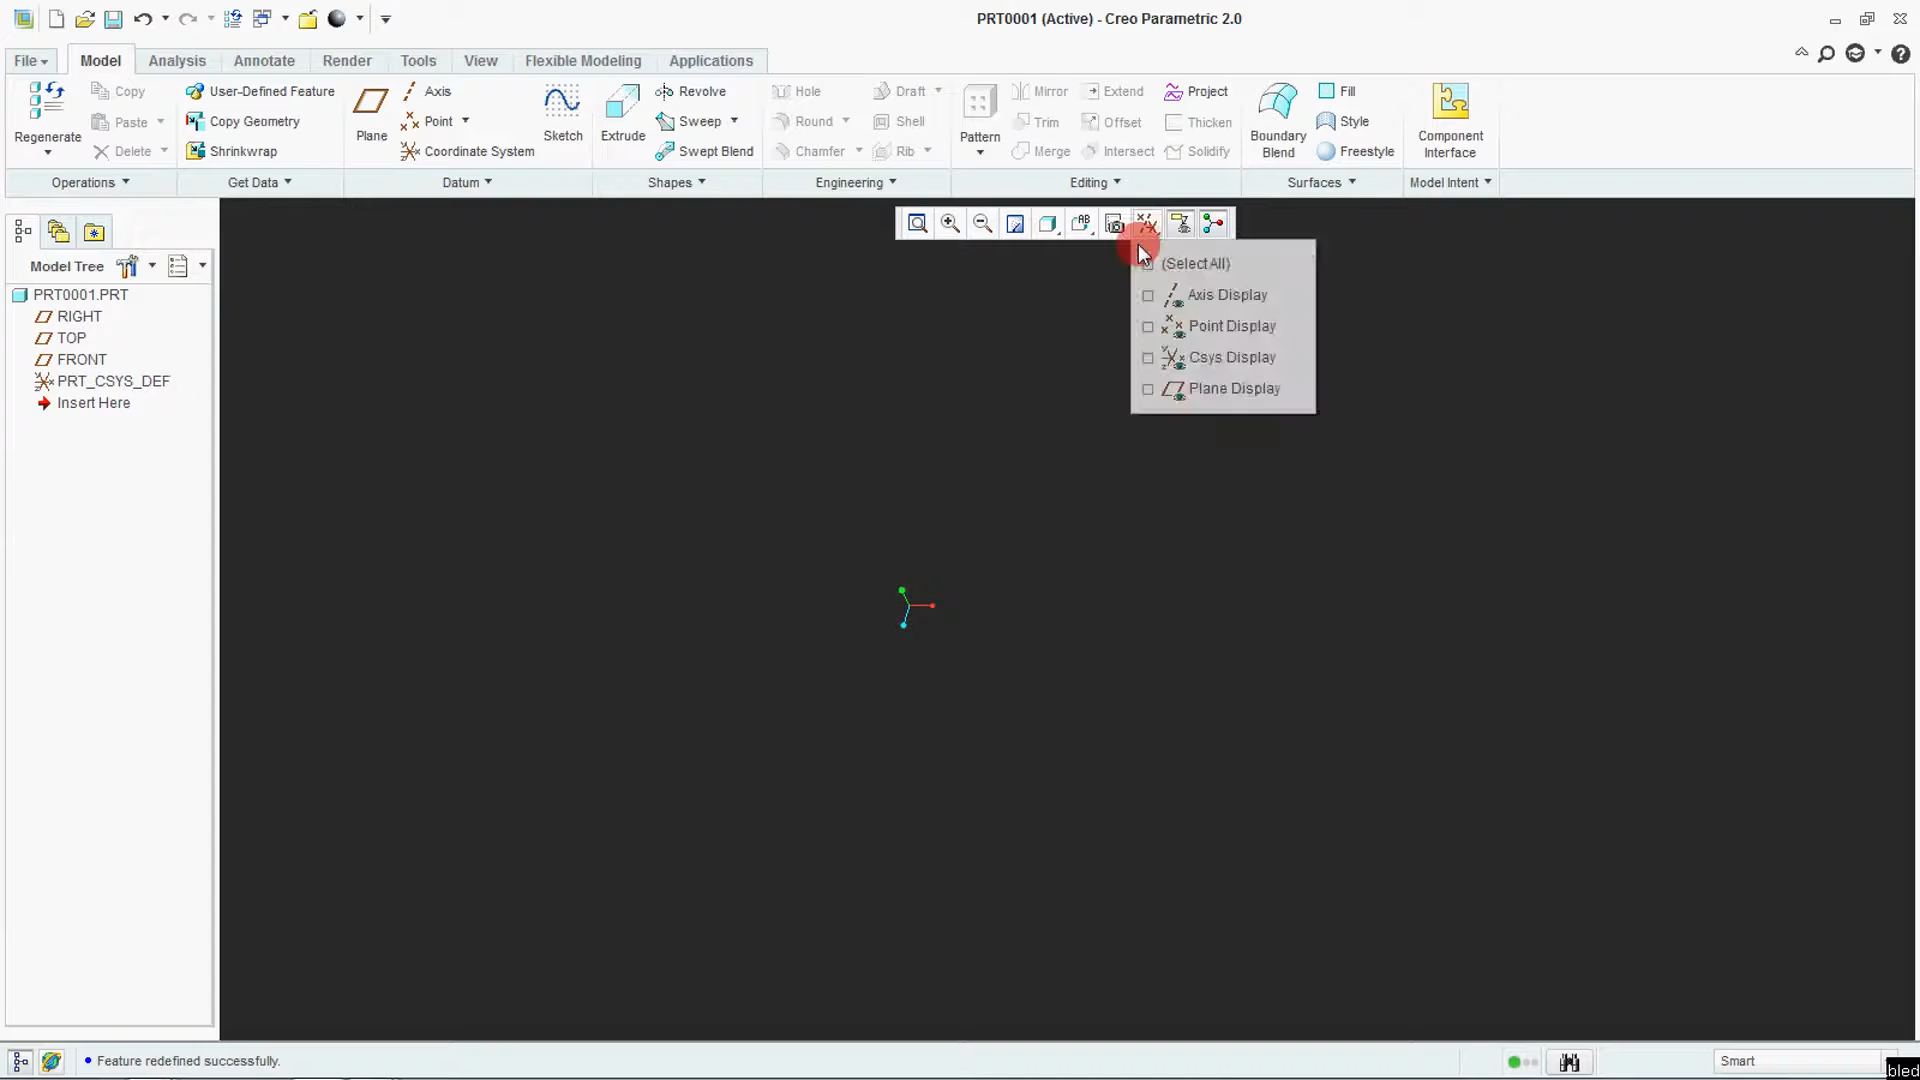 PRT0001 (Active) - Creo Parametric 2.0
File Model Analysis Annotate Render Tools View Flexible Modeling Applications
Regenerate
Copy
Paste
Delete
User-Defined Feature
Copy Geometry
Shrinkwrap
Plane
Axis
Point
Coordinate System
Sketch
Extrude
Revolve
Sweep
Swept Blend
Hole
Round
Chamfer
Draft
Shell
Rib
Pattern
Mirror
Trim
Merge
Extend
Offset
Intersect
Project
Thicken
Solidify
Boundary
Blend
Fill
Style
Freestyle
Component
Interface
Operations Get Data Datum Shapes Engineering Editing Surfaces Model Intent
Model Tree
PRT0001.PRT
RIGHT
TOP
FRONT
PRT_CSYS_DEF
Insert Here
(Select All)
Axis Display
Point Display
Csys Display
Plane Display
Feature redefined successfully.
Smart
bled